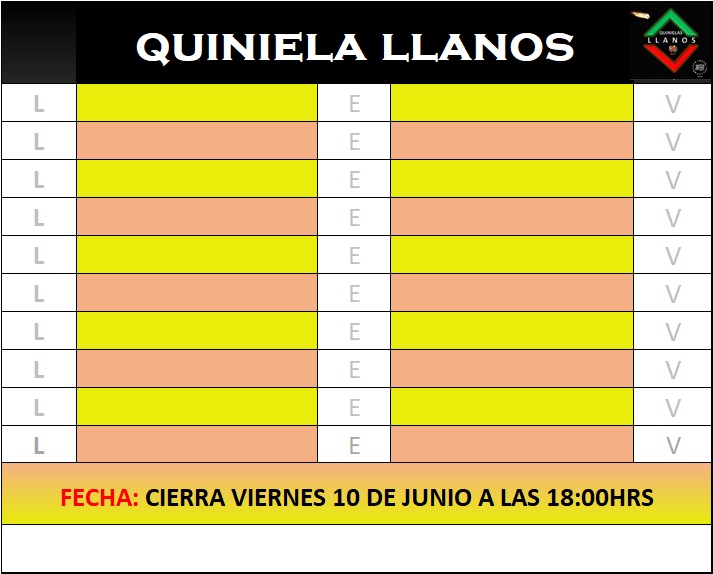 QUINIELA LLANOS
QUINIELAS
LLANOS
L E V
L E V
L E V
L E V
L E V
L E V
L E V
L E V
L E V
L E V
FECHA: CIERRA VIERNES 10 DE JUNIO A LAS 18:00HRS